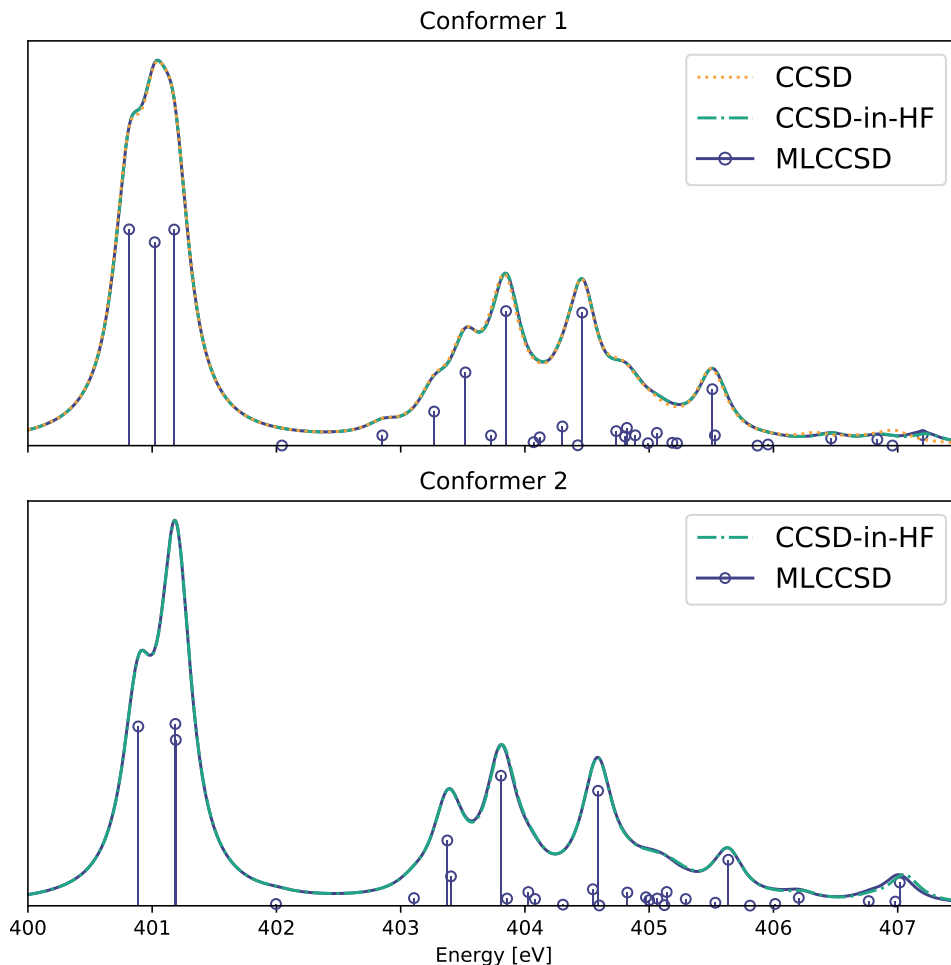 Conformer 1
CCSD
CCSD-in-HF
MLCCSD
Conformer 2
CCSD-in-HF
MLCCSD
400 401 402 403 404 405 406 407
Energy [eV]